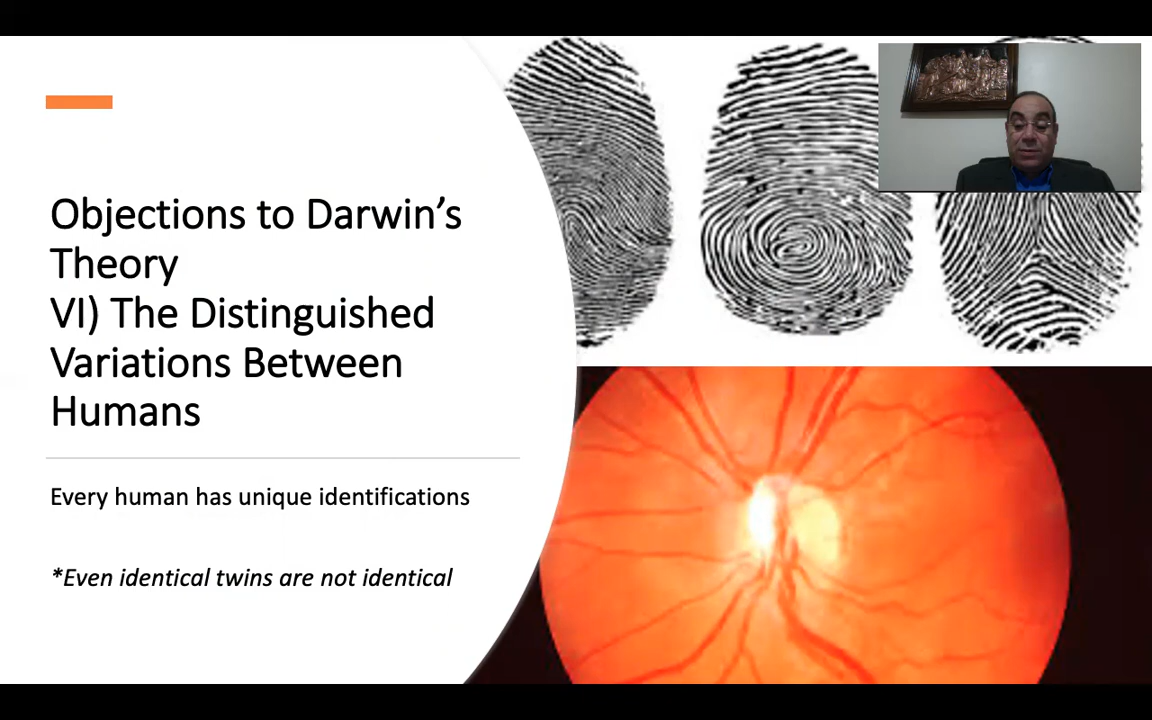 Objections to Darwin’s
Theory
VI) The Distinguished
Variations Between
Humans
Every human has unique identifications
*Even identical twins are not identical